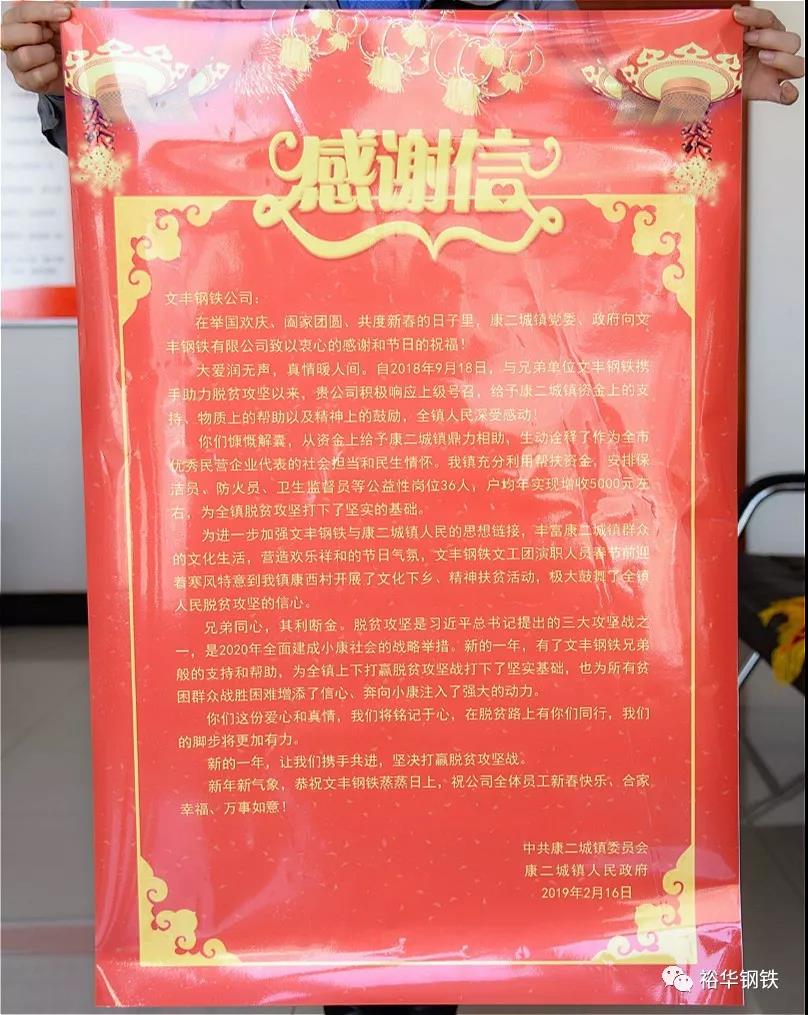 感谢信
文丰钢铁公司：
在举国欢庆、阖家团圆、共度新春的日子里，康二城镇党委、政府向文
丰钢铁有限公司致以衷心的感谢和节日的祝福！
大爱润无声，真情暖人间。自2018年9月18日，与兄弟单位文丰钢铁携
手助力脱贫攻坚以来，贵公司积极响应上级号召，给予康二城镇资金上的支
持、物质上的帮助以及精神上的鼓励，全镇人民深受感动！
你们慷慨解囊，从资金上给予康二城镇鼎力相助，生动诠释了作为全市
优秀民营企业代表的社会担当和民生情怀。我镇充分利用帮扶资金，安排保
洁员、防火员、卫生监督员等公益性岗位36人，户均年实现增收5000元左
右，为全镇脱贫攻坚打下了坚实的基础。
为进一步加强文丰钢铁与康二城镇人民的思想链接，丰富康二城镇群众
的文化生活，营造欢乐祥和的节日气氛，文丰钢铁文工团演职人员春节前迎
着寒风特意到我镇康西村开展了文化下乡、精神扶贫活动，极大鼓舞了全镇
人民脱贫攻坚的信心。
兄弟同心，其利断金。脱贫攻坚是习近平总书记提出的三大攻坚战之
一，是2020年全面建成小康社会的战略举措。新的一年，有了文丰钢铁兄弟
般的支持和帮助，为全镇上下打赢脱贫攻坚战打下了坚实基础，也为所有贫
困群众战胜困难增添了信心、奔向小康注入了强大的动力。
你们这份爱心和真情，我们将铭记于心，在脱贫路上有你们同行，我们
的脚步将更加有力。
新的一年，让我们携手共进，坚决打赢脱贫攻坚战。
新年新气象，恭祝文丰钢铁蒸蒸日上，祝公司全体员工新春快乐、合家
幸福、万事如意！
中共康二城镇委员会
康二城镇人民政府
2019年2月16日
裕华钢铁